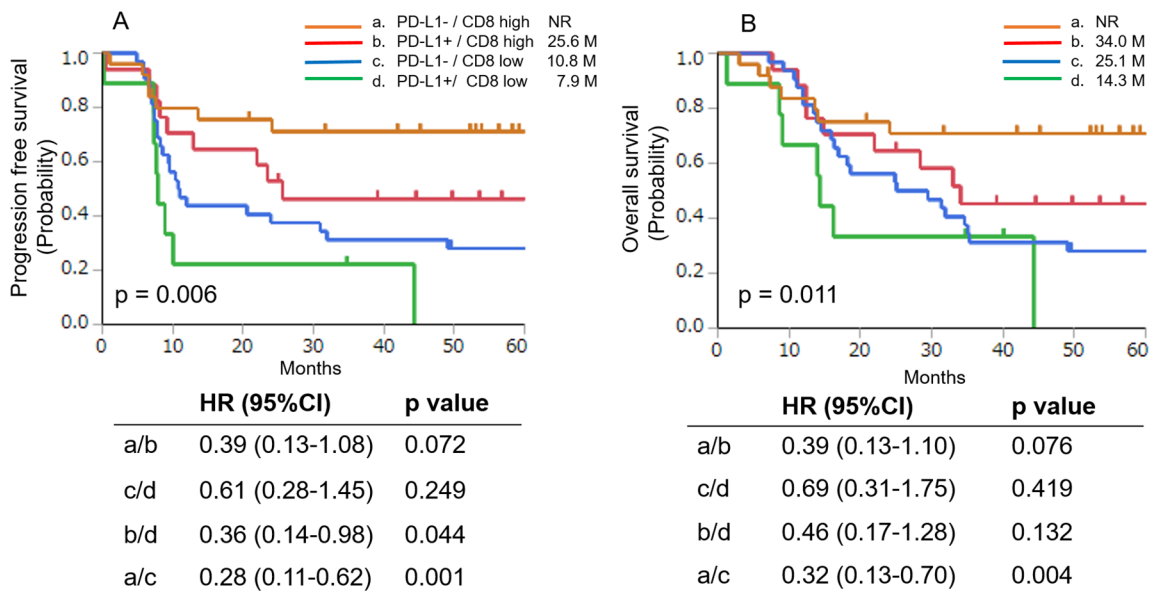 A
a. PD-L1- / CD8 high NR
b. PD-L1+ / CD8 high 25.6 M
c. PD-L1- / CD8 low 10.8 M
d. PD-L1+/ CD8 low 7.9 M
Progression free survival
(Probability)
1.0
0.8
0.6
0.4
0.2
0.0
p = 0.006
0 10 20 30 40 50 60
Months
HR (95%CI) p value
a/b 0.39 (0.13-1.08) 0.072
c/d 0.61 (0.28-1.45) 0.249
b/d 0.36 (0.14-0.98) 0.044
a/c 0.28 (0.11-0.62) 0.001
B
a. NR
b. 34.0 M
c. 25.1 M
d. 14.3 M
Overall survival
(Probability)
1.0
0.8
0.6
0.4
0.2
0.0
p = 0.011
0 10 20 30 40 50 60
Months
HR (95%CI) p value
a/b 0.39 (0.13-1.10) 0.076
c/d 0.69 (0.31-1.75) 0.419
b/d 0.46 (0.17-1.28) 0.132
a/c 0.32 (0.13-0.70) 0.004